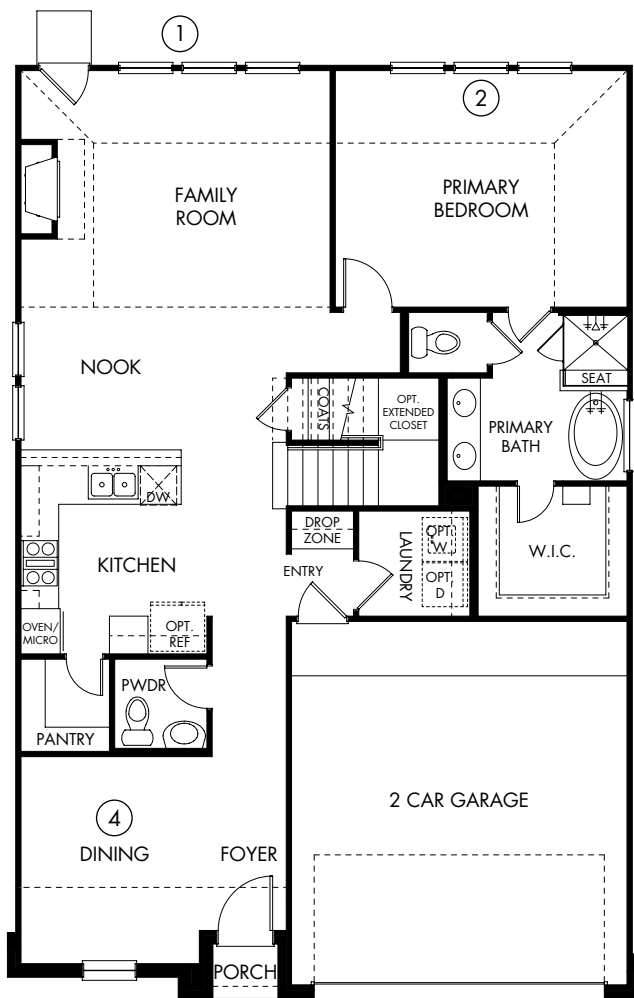 1
2
FAMILY
ROOM
PRIMARY
BEDROOM
NOOK
COATS
OPT.
EXTENDED
CLOSET
SEAT
PRIMARY
BATH
DW
KITCHEN
DROP
ZONE
ENTRY
LAUNDRY
OPT.
W
OPT.
D
W.I.C.
OVEN/
MICRO
OPT.
REF
PWDR
PANTRY
4
DINING
FOYER
2 CAR GARAGE
PORCH